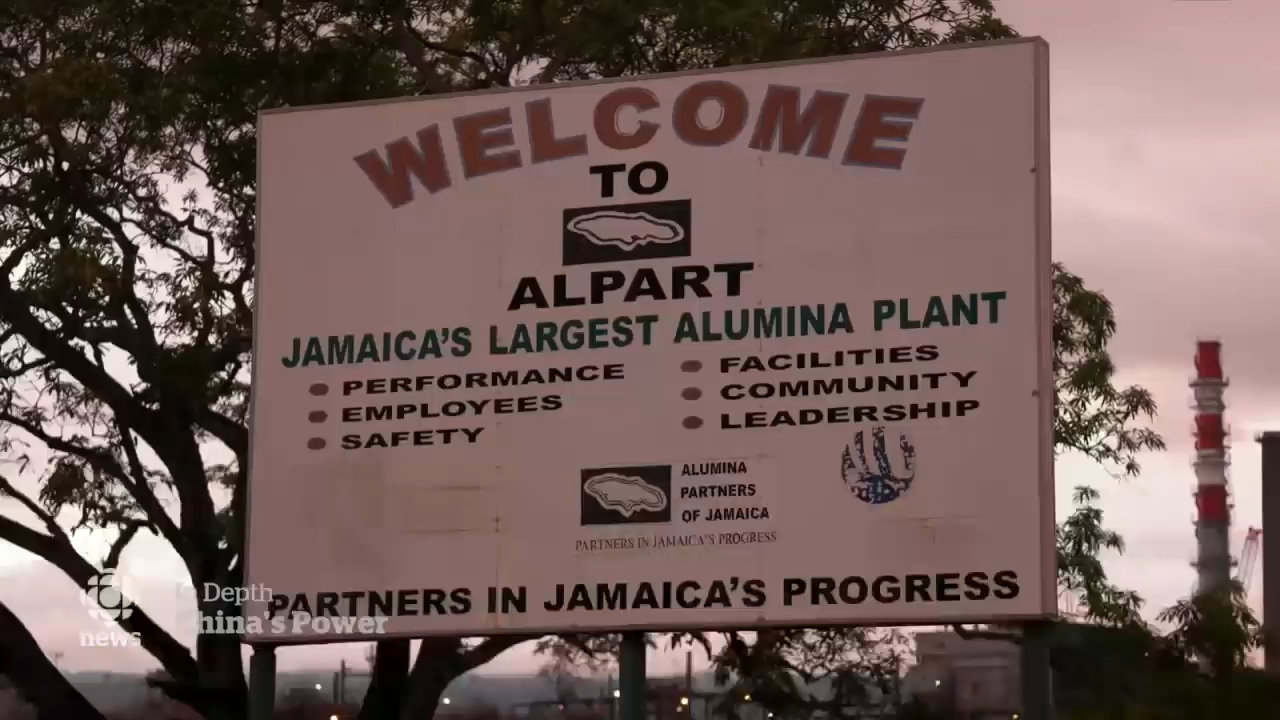 WELCOME
TO
ALPART
JAMAICA'S LARGEST ALUMINA PLANT
PERFORMANCE
EMPLOYEES
SAFETY
FACILITIES
COMMUNITY
LEADERSHIP
ALUMINA
PARTNERS
OF JAMAICA
PARTNERS IN JAMAICA'S PROGRESS
PARTNERS IN JAMAICA'S PROGRESS
In Depth
China's Power
news